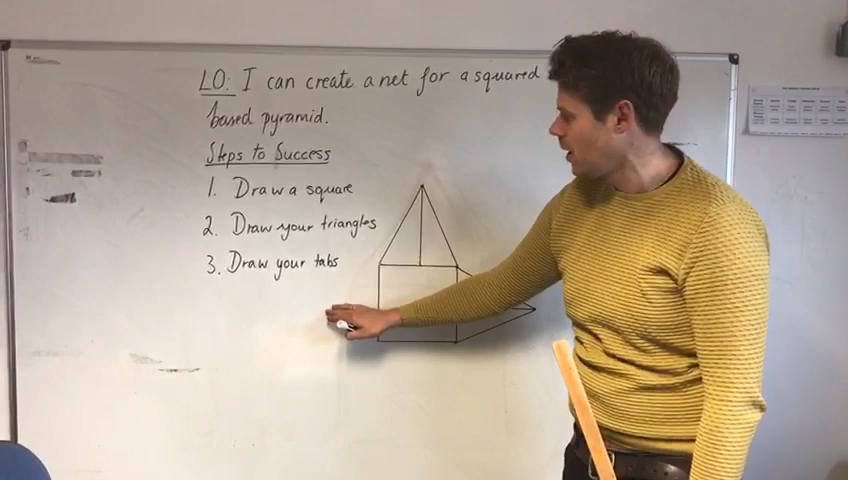 LO: I can create a net for a squared
based pyramid.
Steps to Success
1. Draw a square
2. Draw your triangles
3. Draw your tabs